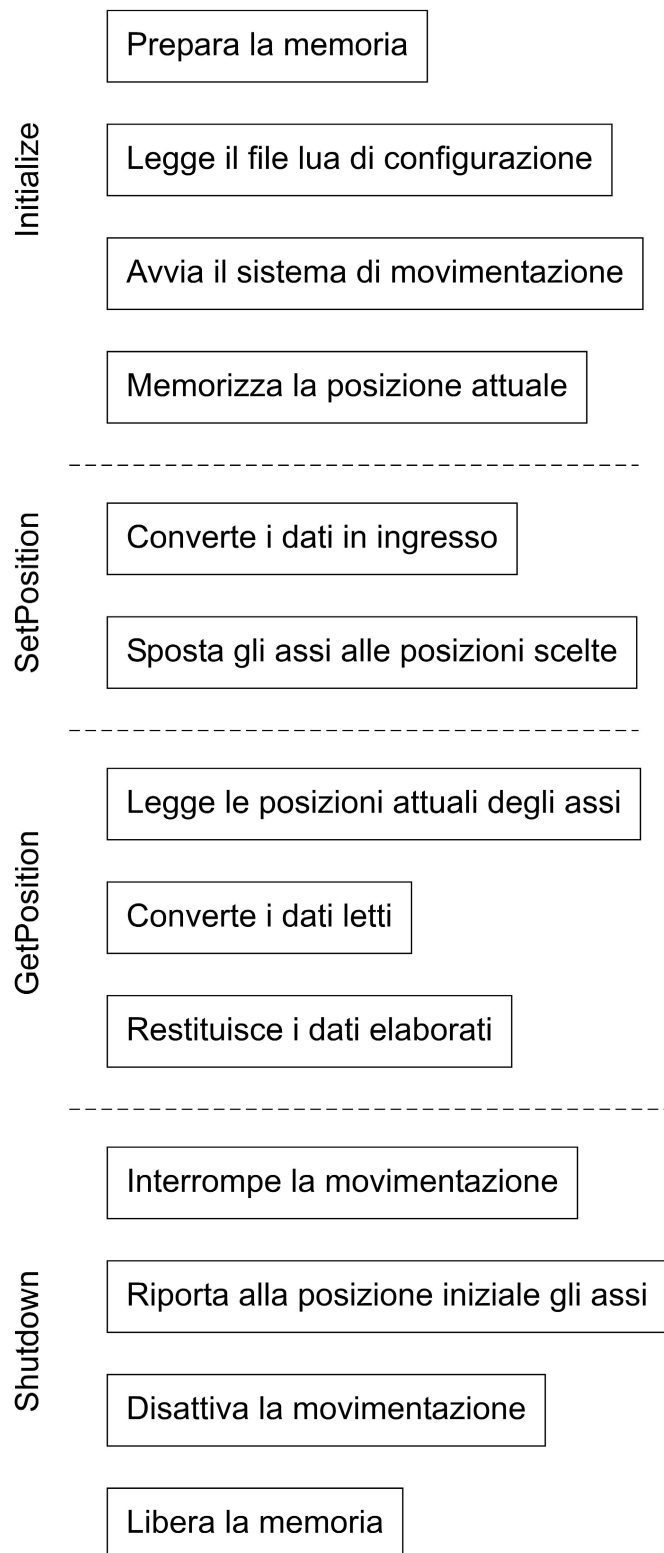 Initialize
Prepara la memoria
Legge il file lua di configurazione
Avvia il sistema di movimentazione
Memorizza la posizione attuale
SetPosition
Converte i dati in ingresso
Sposta gli assi alle posizioni scelte
GetPosition
Legge le posizioni attuali degli assi
Converte i dati letti
Restituisce i dati elaborati
Shutdown
Interrompe la movimentazione
Riporta alla posizione iniziale gli assi
Disattiva la movimentazione
Libera la memoria